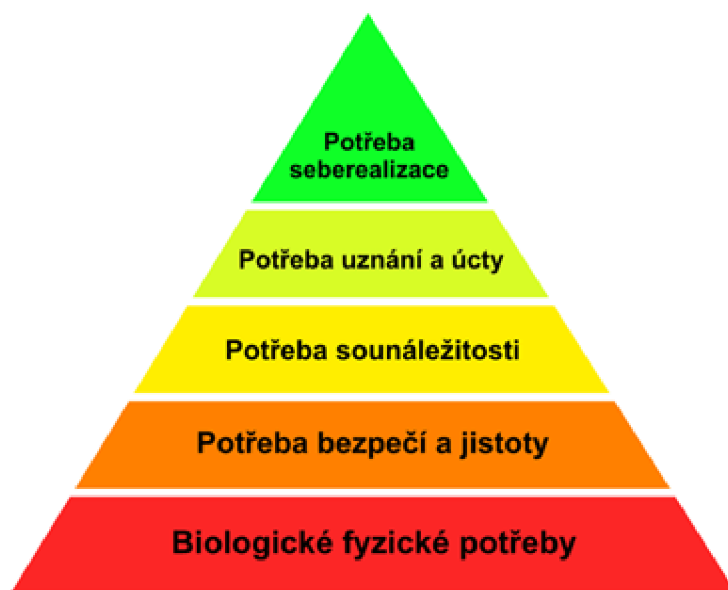 Potřeba
seberealizace
Potřeba uznání a úcty
Potřeba sounáležitosti
Potřeba bezpečí a jistoty
Biologické fyzické potřeby